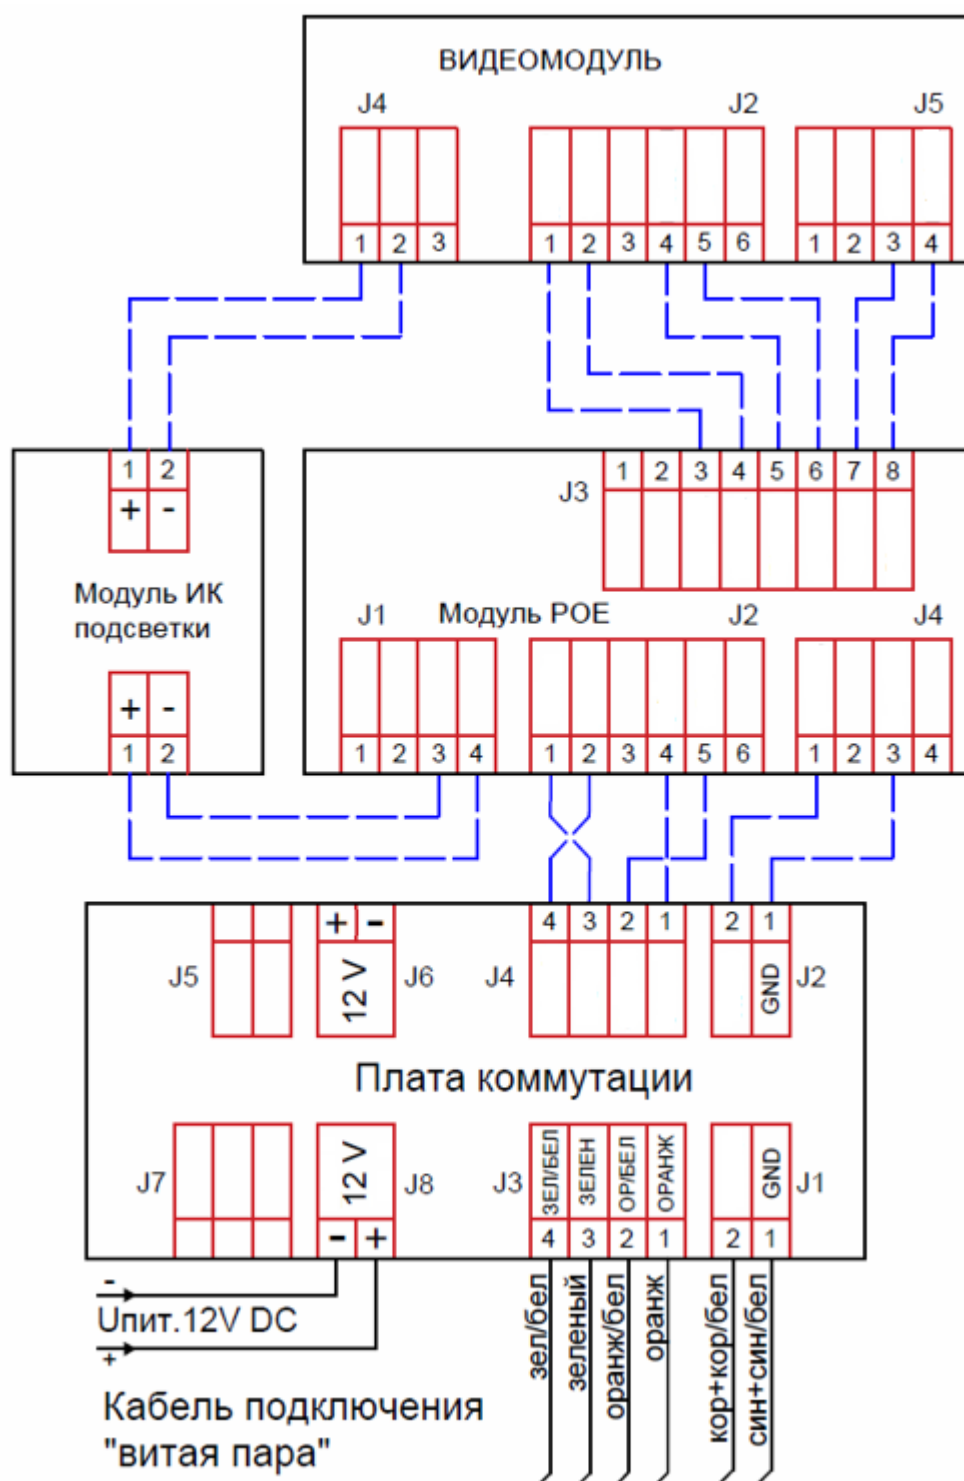 ВИДЕОМОДУЛЬ
J4 J2 J5
1 2 3 1 2 3 4 5 6 1 2 3 4
1 2 1 2 3 4 5 6 7 8
+ - J3
Модуль ИК
подсветки
J1 Модуль POE J2 J4
+ -
1 2 1 2 3 4 1 2 3 4 5 6 1 2 3 4
+ - 4 3 2 1 2 1
J5 12 V J6 J4 GND J2
Плата коммутации
J7 12 V J8 J3 ЗЕЛ/БЕЛ ЗЕЛЕН ОР/БЕЛ ОРАНЖ GND J1
- + 4 3 2 1 2 1
-
Uпит.12V DC
+
зел/бел зеленый оранж/бел оранж кор+кор/бел син+син/бел
Кабель подключения
"витая пара"